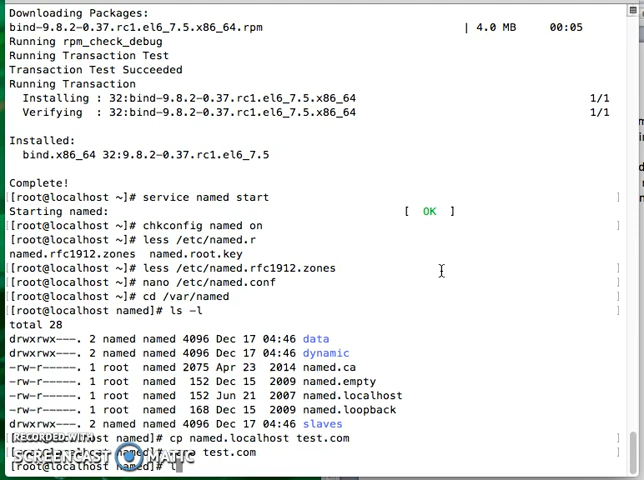 Downloading Packages:
bind-9.8.2-0.37.rc1.el6_7.5.x86_64.rpm | 4.0 MB 00:05
Running rpm_check_debug
Running Transaction Test
Transaction Test Succeeded
Running Transaction
Installing : 32:bind-9.8.2-0.37.rc1.el6_7.5.x86_64 1/1
Verifying : 32:bind-9.8.2-0.37.rc1.el6_7.5.x86_64 1/1
Installed:
bind.x86_64 32:9.8.2-0.37.rc1.el6_7.5
Complete!
[[root@localhost ~]# service named start ]
Starting named: [ OK ]
[[root@localhost ~]# chkconfig named on ]
[[root@localhost ~]# less /etc/named.r ]
named.rfc1912.zones named.root.key
[[root@localhost ~]# less /etc/named.rfc1912.zones ]
[[root@localhost ~]# nano /etc/named.conf ]
[[root@localhost ~]# cd /var/named ]
[[root@localhost named]# ls -l ]
total 28
drwxrwx---. 2 named named 4096 Dec 17 04:46 data
drwxrwx---. 2 named named 4096 Dec 17 04:46 dynamic
-rw-r-----. 1 root named 2075 Apr 23 2014 named.ca
-rw-r-----. 1 root named 152 Dec 15 2009 named.empty
-rw-r-----. 1 root named 152 Jun 21 2007 named.localhost
-rw-r-----. 1 root named 168 Dec 15 2009 named.loopback
drwxrwx---. 2 named named 4096 Dec 17 04:46 slaves
[[root@localhost named]# cp named.localhost test.com ]
[[root@localhost named]# test.com ]
[root@localhost named]# l
RECORDED WITH
SCREENCAST MATIC